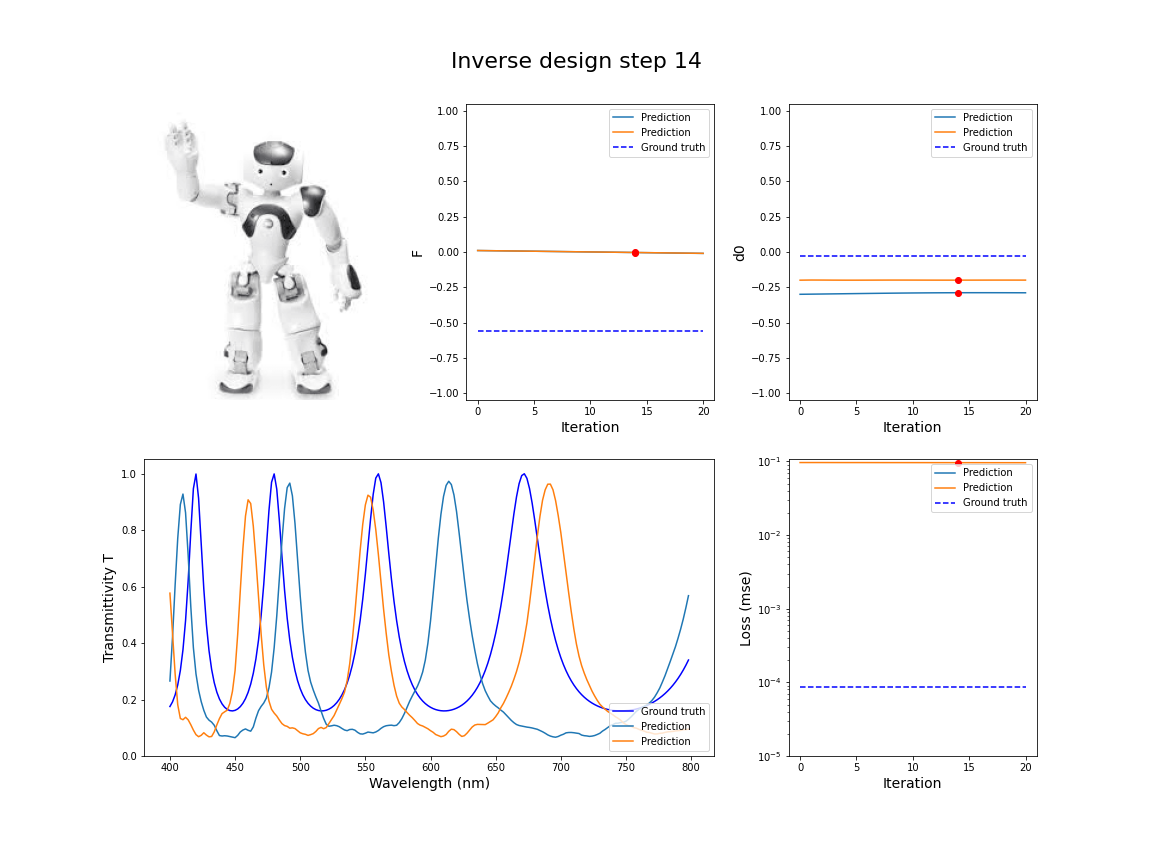 Inverse design step 14
F
1.00
0.75
0.50
0.25
0.00
−0.25
−0.50
−0.75
−1.00
Prediction
Prediction
Ground truth
0
5
10
15
20
Iteration
d0
1.00
0.75
0.50
0.25
0.00
−0.25
−0.50
−0.75
−1.00
Prediction
Prediction
Ground truth
0
5
10
15
20
Iteration
Transmittivity T
1.0
0.8
0.6
0.4
0.2
0.0
Ground truth
Prediction
Prediction
400
450
500
550
600
650
700
750
800
Wavelength (nm)
Loss (mse)
10⁻¹
10⁻²
10⁻³
10⁻⁴
10⁻⁵
Prediction
Prediction
Ground truth
0
5
10
15
20
Iteration